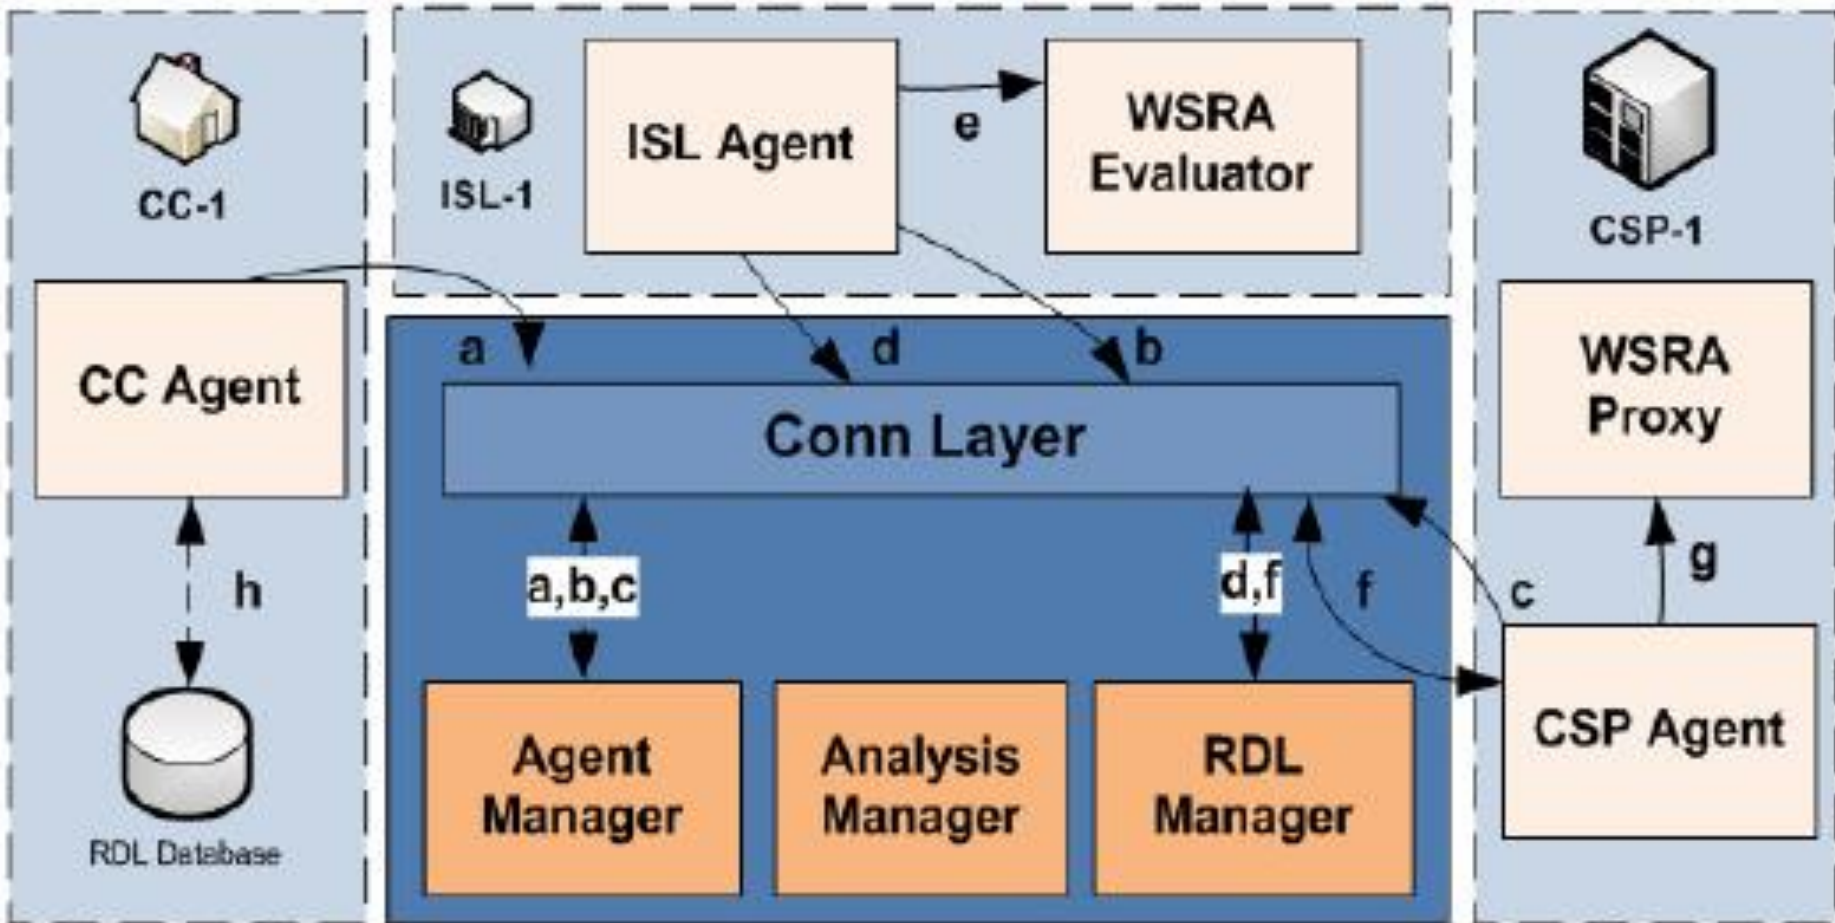 CC-1
CC Agent
h
RDL Database
ISL-1
ISL Agent
e
WSRA
Evaluator
a
d
b
Conn Layer
a,b,c
d,f
f
Agent
Manager
Analysis
Manager
RDL
Manager
CSP-1
WSRA
Proxy
g
c
CSP Agent